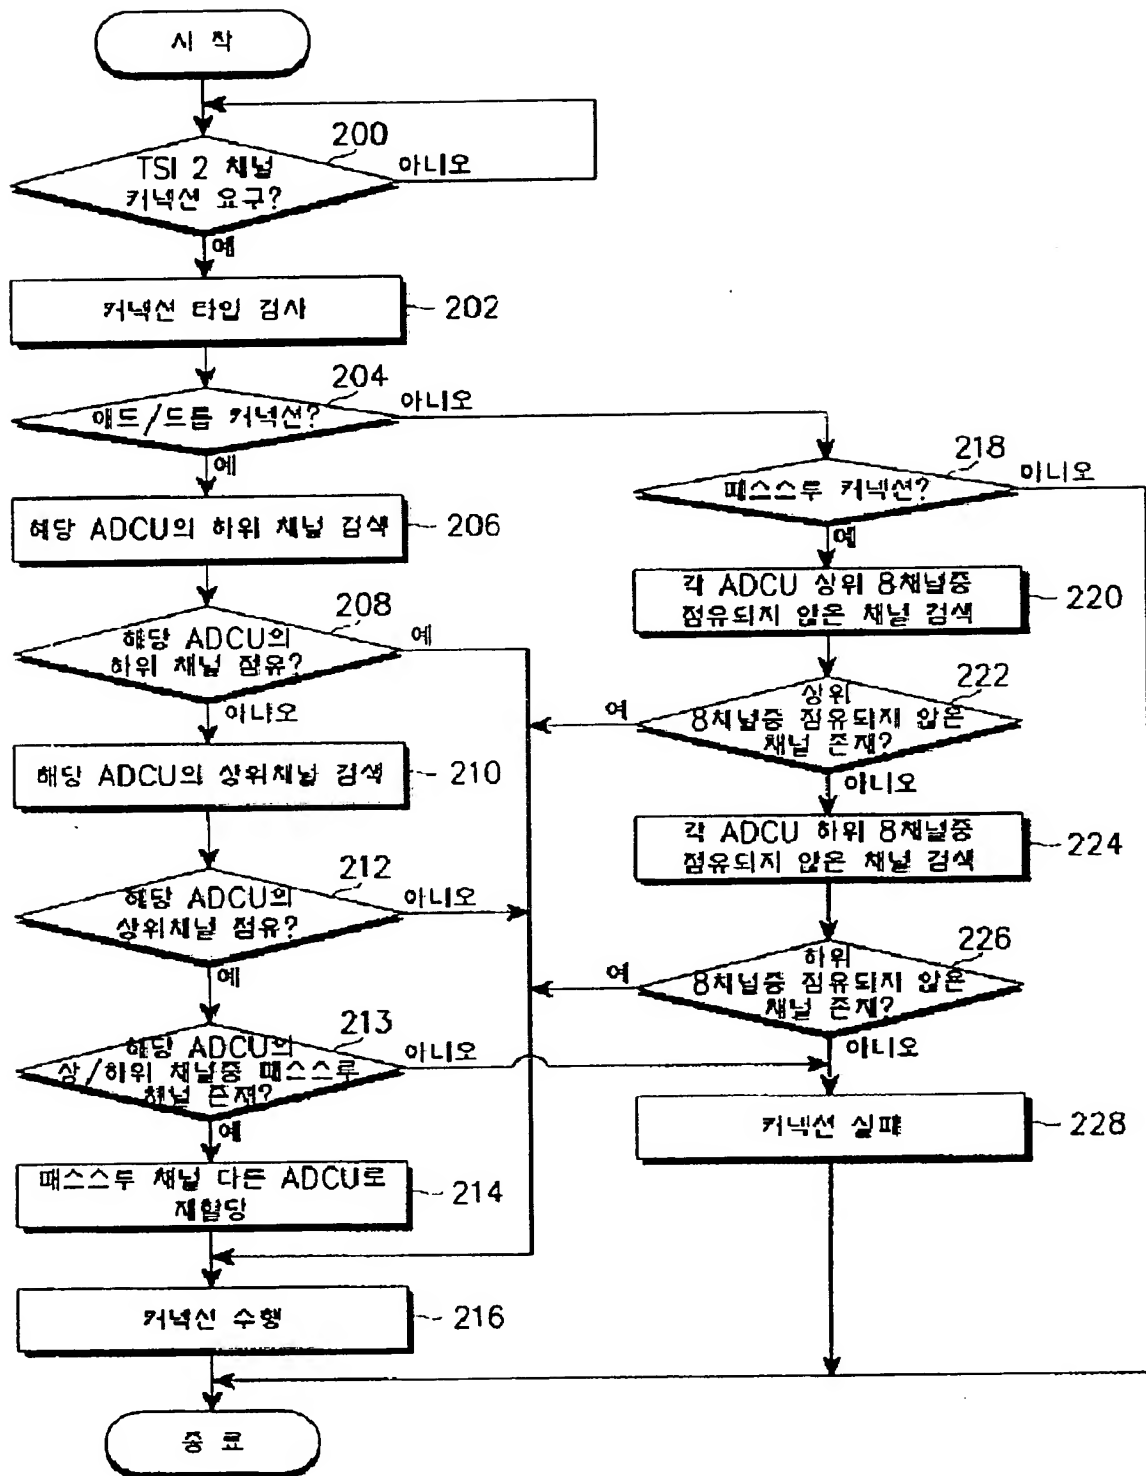 시 작
200
TSI 2 채널
커넥션 요구?
아니오
예
커넥션 타입 검사
202
204
애드/드롭 커넥션?
아니오
예
해당 ADCU의 하위 채널 검색
206
208
해당 ADCU의
하위 채널 점유?
예
아니오
해당 ADCU의 상위채널 검색
210
212
해당 ADCU의
상위채널 점유?
아니오
예
213
해당 ADCU의
상/하위 채널중 패스스루
채널 존재?
아니오
예
패스스루 채널 다른 ADCU로
재할당
214
커넥션 수행
216
종 료
218
패스스루 커넥션?
아니오
예
각 ADCU 상위 8채널중
점유되지 않은 채널 검색
220
222
상위
8채널중 점유되지 않은
채널 존재?
여
아니오
각 ADCU 하위 8채널중
점유되지 않은 채널 검색
224
226
하위
8채널중 점유되지 않은
채널 존재?
여
아니오
커넥션 실패
228